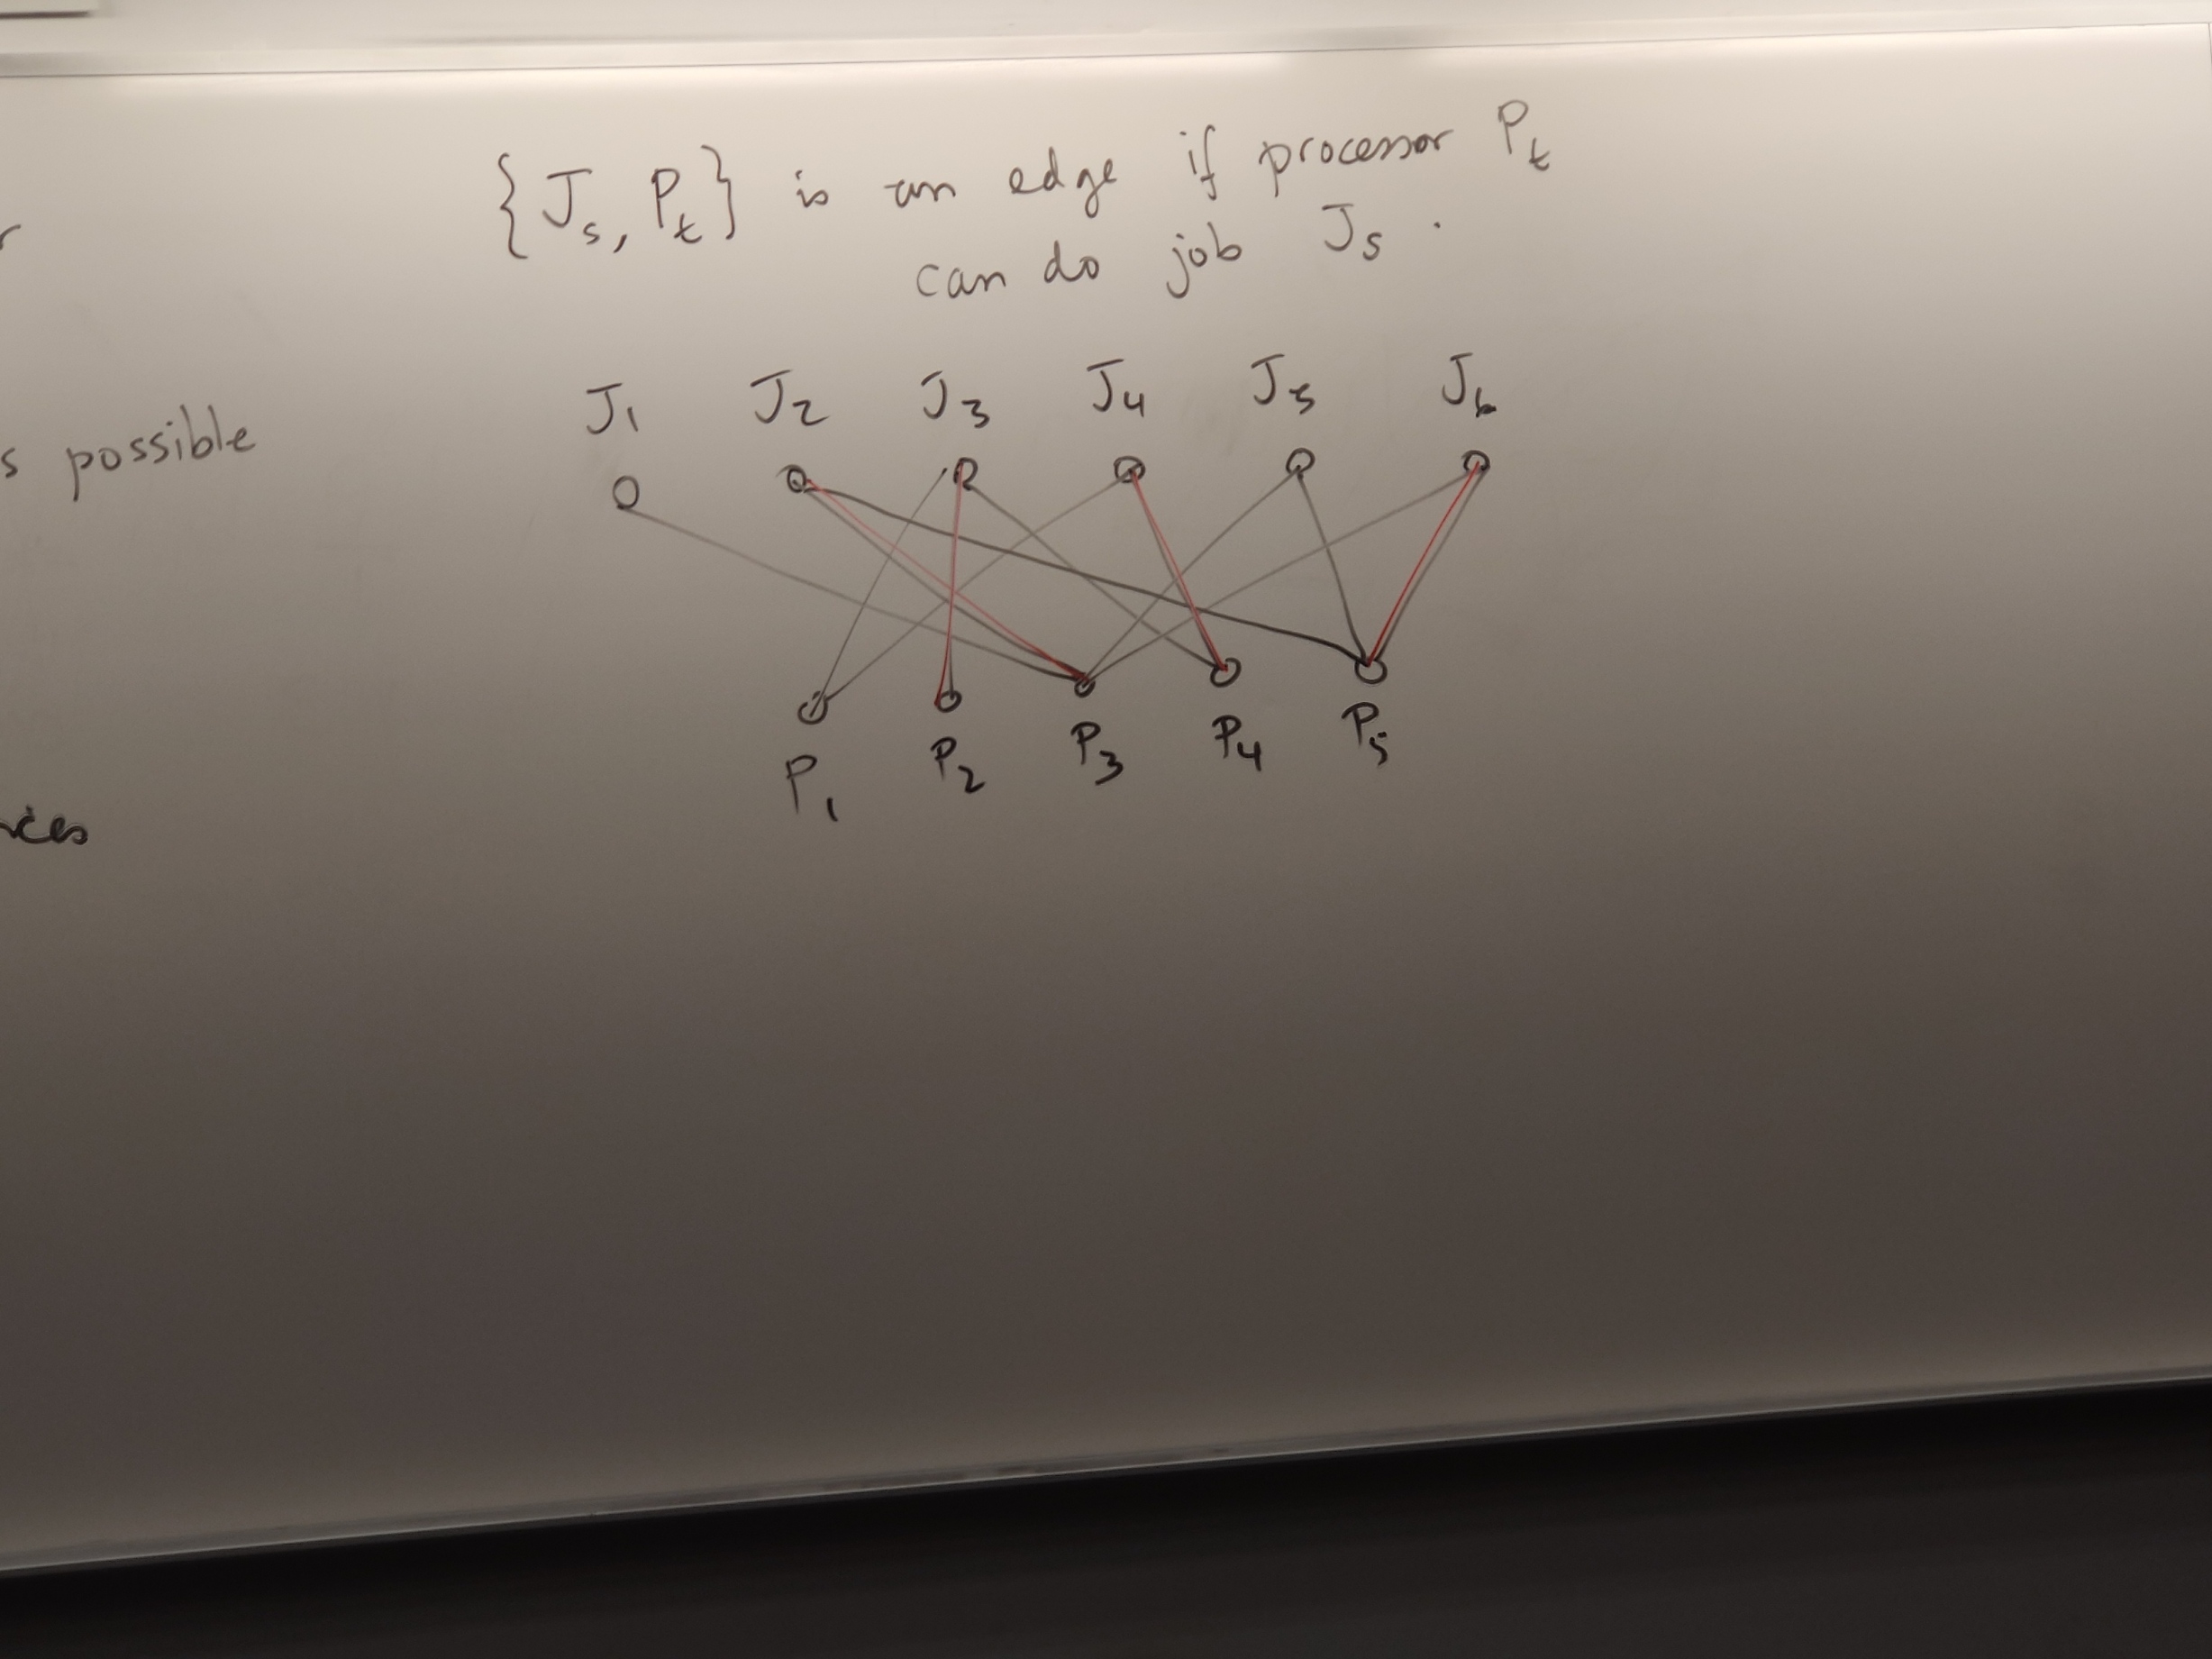 {J_s, P_t} is an edge if processor P_t
can do job J_s .
s possible
J_1 J_2 J_3 J_4 J_5 J_6
P_1 P_2 P_3 P_4 P_5